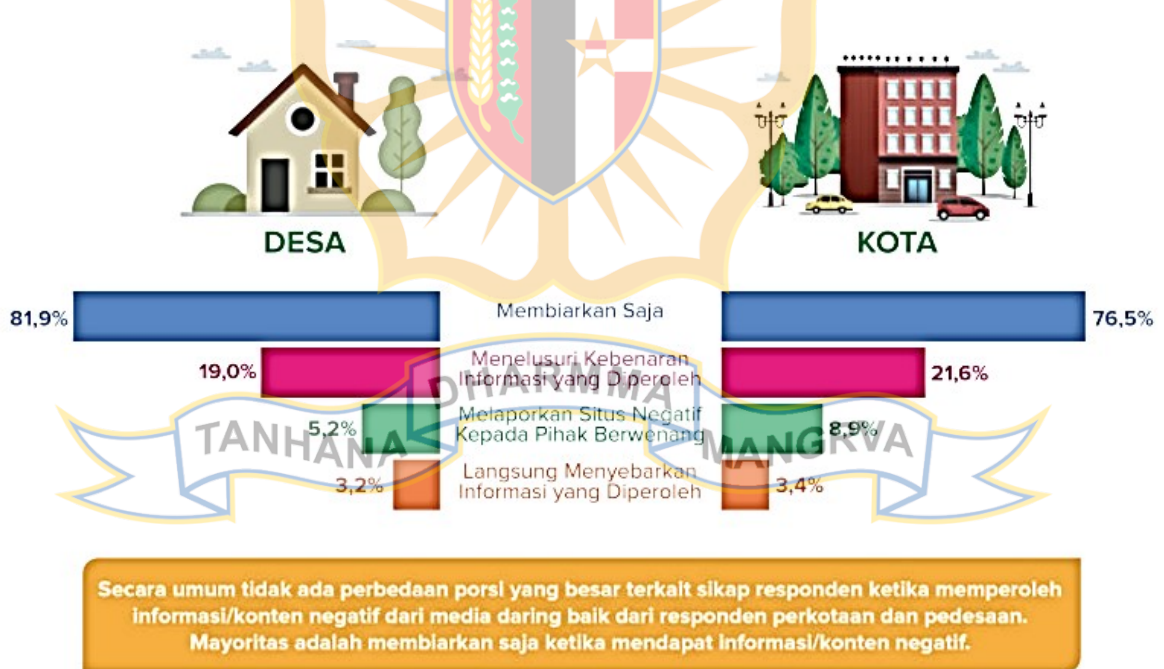 DESA
KOTA
81,9%
Membiarkan Saja
76,5%
19,0%
Menelusuri Kebenaran
Informasi yang Diperoleh
21,6%
5,2%
Melaporkan Situs Negatif
Kepada Pihak Berwenang
8,9%
3,2%
Langsung Menyebarkan
Informasi yang Diperoleh
3,4%
TANHANA DHARMMA MANGRVA
Secara umum tidak ada perbedaan porsi yang besar terkait sikap responden ketika memperoleh
informasi/konten negatif dari media daring baik dari responden perkotaan dan pedesaan.
Mayoritas adalah membiarkan saja ketika mendapat informasi/konten negatif.